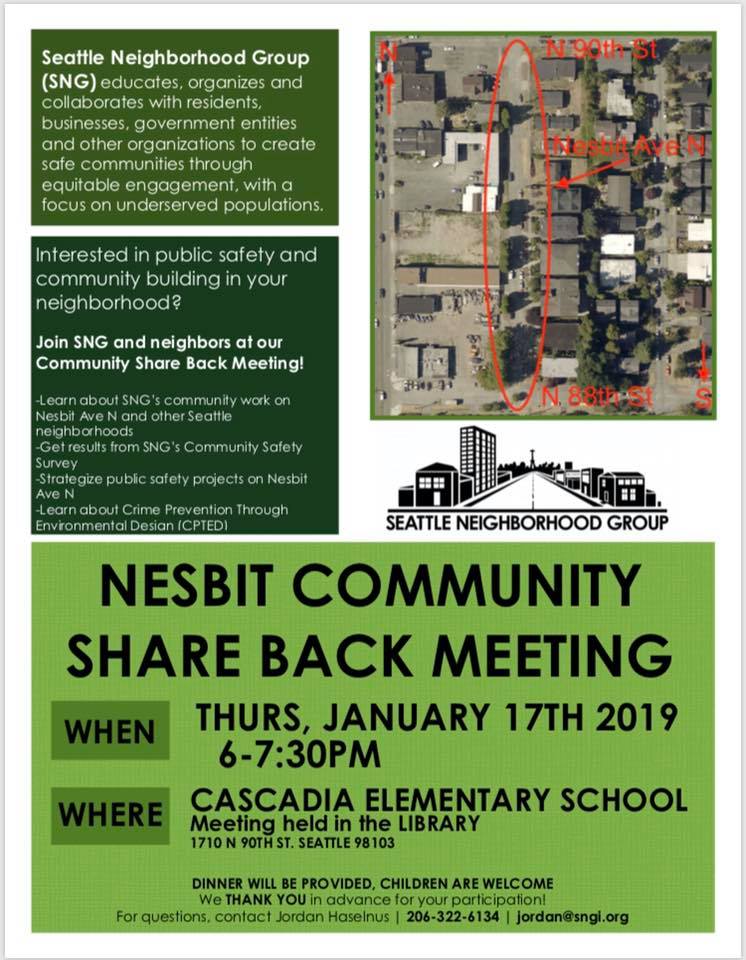 Seattle Neighborhood Group
(SNG) educates, organizes and
collaborates with residents,
businesses, government entities
and other organizations to create
safe communities through
equitable engagement, with a
focus on underserved populations.
Interested in public safety and
community building in your
neighborhood?
Join SNG and neighbors at our
Community Share Back Meeting!
-Learn about SNG's community work on
Nesbit Ave N and other Seattle
neighborhoods
-Get results from SNG's Community Safety
Survey
-Strategize public safety projects on Nesbit
Ave N
-Learn about Crime Prevention Through
Environmental Design (CPTED)
N
N 90th St
Nesbit Ave N
N 88th St
S
SEATTLE NEIGHBORHOOD GROUP
NESBIT COMMUNITY
SHARE BACK MEETING
WHEN
THURS, JANUARY 17TH 2019
6-7:30PM
WHERE
CASCADIA ELEMENTARY SCHOOL
Meeting held in the LIBRARY
1710 N 90TH ST. SEATTLE 98103
DINNER WILL BE PROVIDED, CHILDREN ARE WELCOME
We THANK YOU in advance for your participation!
For questions, contact Jordan Haselnus | 206-322-6134 | jordan@sngi.org